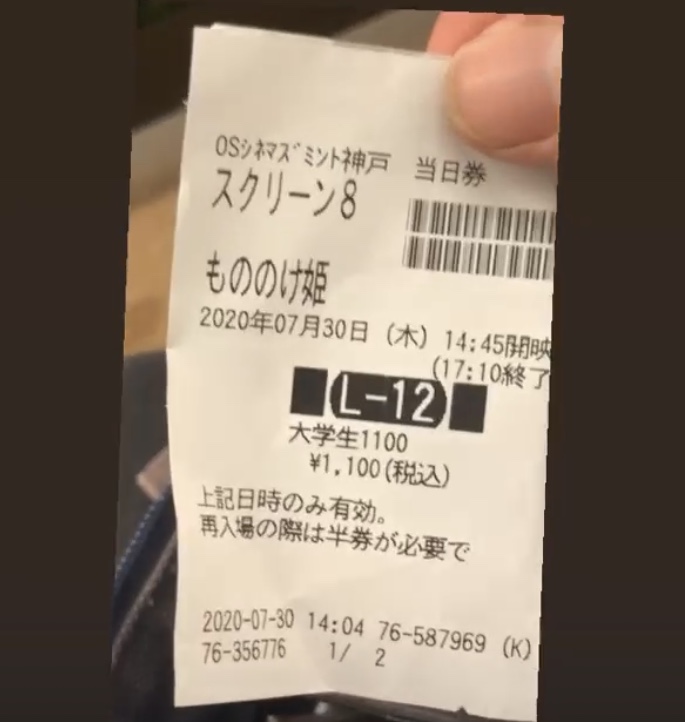 OSｼﾈﾏｽﾞﾐﾝﾄ神戸 当日券
スクリーン8
もののけ姫
2020年07月30日 (木) 14:45開映
(17:10終了
L-12
大学生1100
¥1,100(税込)
上記日時のみ有効。
再入場の際は半券が必要で
2020-07-30 14:04 76-587969 (K)
76-356776 1/ 2